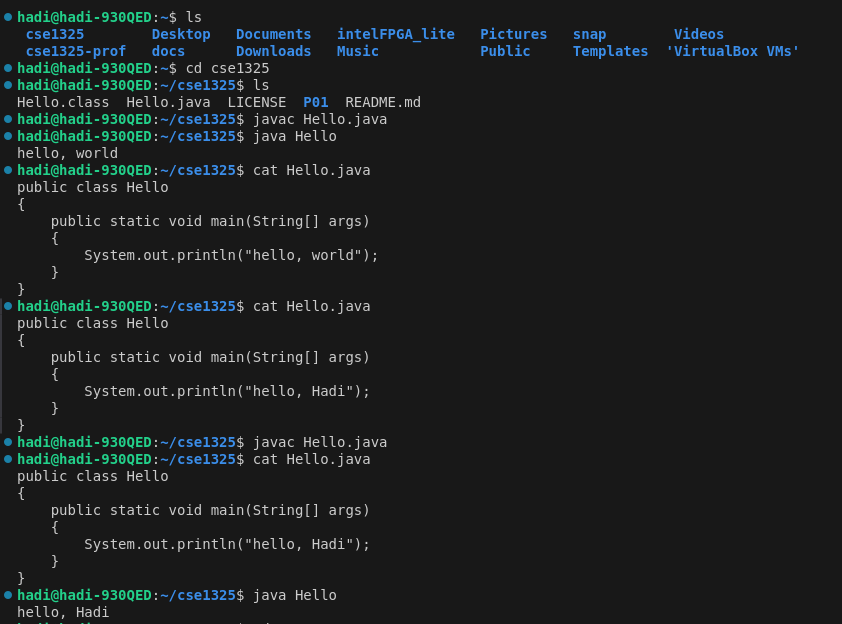 hadi@hadi-930QED:~$ ls
 cse1325        Desktop   Documents   intelFPGA_lite   Pictures   snap        Videos
 cse1325-prof   docs      Downloads   Music            Public     Templates  'VirtualBox VMs'
hadi@hadi-930QED:~$ cd cse1325
hadi@hadi-930QED:~/cse1325$ ls
Hello.class  Hello.java  LICENSE  P01  README.md
hadi@hadi-930QED:~/cse1325$ javac Hello.java
hadi@hadi-930QED:~/cse1325$ java Hello
hello, world
hadi@hadi-930QED:~/cse1325$ cat Hello.java
public class Hello
{
    public static void main(String[] args)
    {
        System.out.println("hello, world");
    }
}
hadi@hadi-930QED:~/cse1325$ cat Hello.java
public class Hello
{
    public static void main(String[] args)
    {
        System.out.println("hello, Hadi");
    }
}
hadi@hadi-930QED:~/cse1325$ javac Hello.java
hadi@hadi-930QED:~/cse1325$ cat Hello.java
public class Hello
{
    public static void main(String[] args)
    {
        System.out.println("hello, Hadi");
    }
}
hadi@hadi-930QED:~/cse1325$ java Hello
hello, Hadi